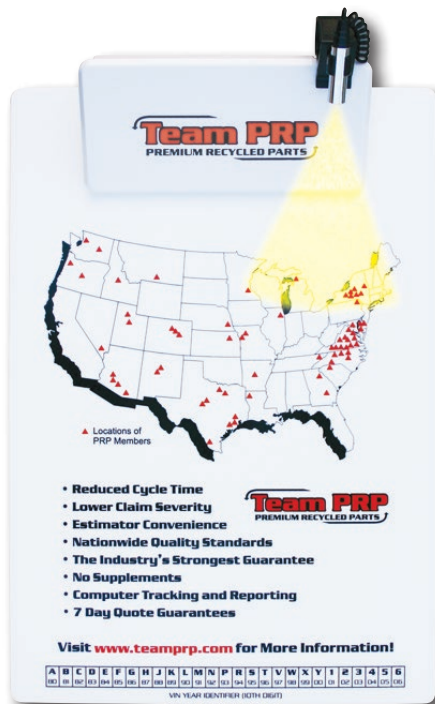 Team PRP
PREMIUM RECYCLED PARTS
Locations of
PRP Members
• Reduced Cycle Time
• Lower Claim Severity
• Estimator Convenience
• Nationwide Quality Standards
• The Industry's Strongest Guarantee
• No Supplements
• Computer Tracking and Reporting
• 7 Day Quote Guarantees
Team PRP
PREMIUM RECYCLED PARTS
Visit www.teamprp.com for More Information!
A B C D E F G H J K L M N P R S T V W X Y 1 2 3 4 5 6
80 81 82 83 84 85 86 87 88 89 90 91 92 93 94 95 96 97 98 99 00 01 02 03 04 05 06
VIN YEAR IDENTIFIER (10TH DIGIT)